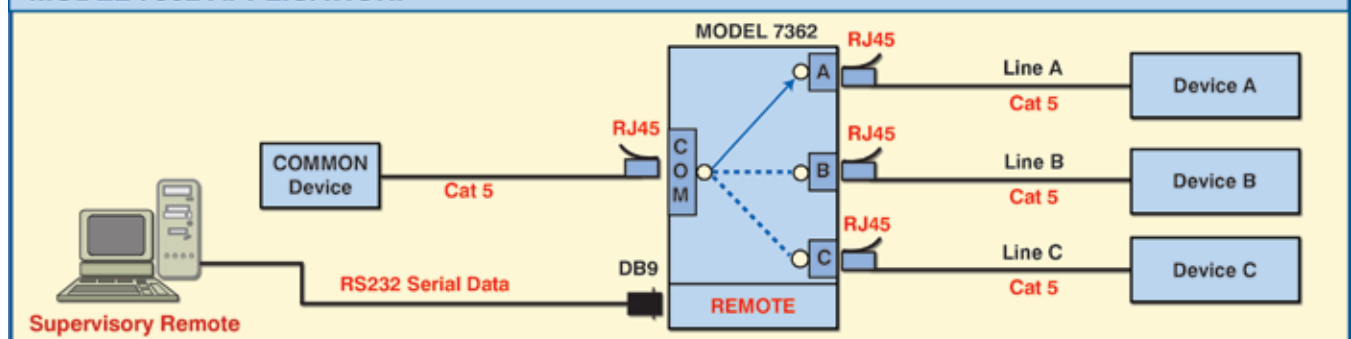 MODEL 7362
RJ45
A
Line A
Cat 5
Device A
RJ45
COM
COMMON
Device
Cat 5
RJ45
B
Line B
Cat 5
Device B
RJ45
C
Line C
Cat 5
Device C
DB9
RS232 Serial Data
REMOTE
Supervisory Remote